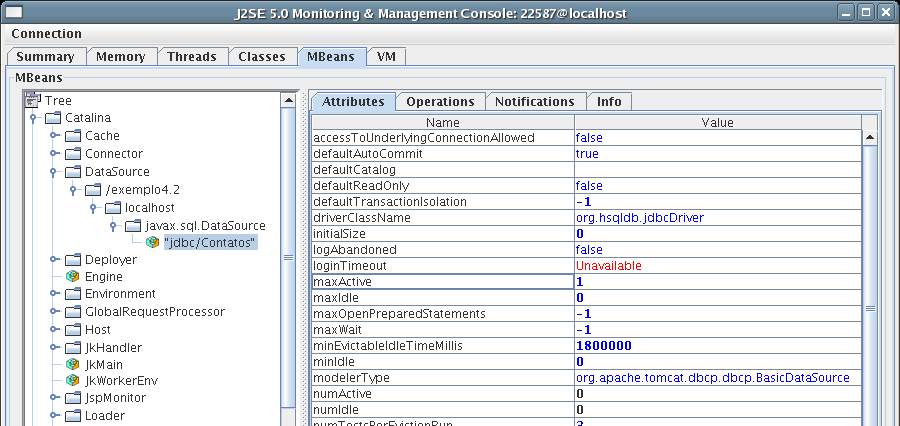 J2SE 5.0 Monitoring & Management Console: 22587@localhost
Connection
Summary Memory Threads Classes MBeans VM
MBeans
Tree
Catalina
Cache
Connector
DataSource
/exemplo4.2
localhost
javax.sql.DataSource
"jdbc/Contatos"
Deployer
Engine
Environment
GlobalRequestProcessor
Host
JkHandler
JkMain
JkWorkerEnv
JspMonitor
Loader
Attributes Operations Notifications Info
Name Value
accessToUnderlyingConnectionAllowed false
defaultAutoCommit true
defaultCatalog
defaultReadOnly false
defaultTransactionIsolation -1
driverClassName org.hsqldb.jdbcDriver
initialSize 0
logAbandoned false
loginTimeout Unavailable
maxActive 1
maxIdle 0
maxOpenPreparedStatements -1
maxWait -1
minEvictableIdleTimeMillis 1800000
minIdle 0
modelerType org.apache.tomcat.dbcp.dbcp.BasicDataSource
numActive 0
numIdle 0
numTestsPerEvictionRun 3